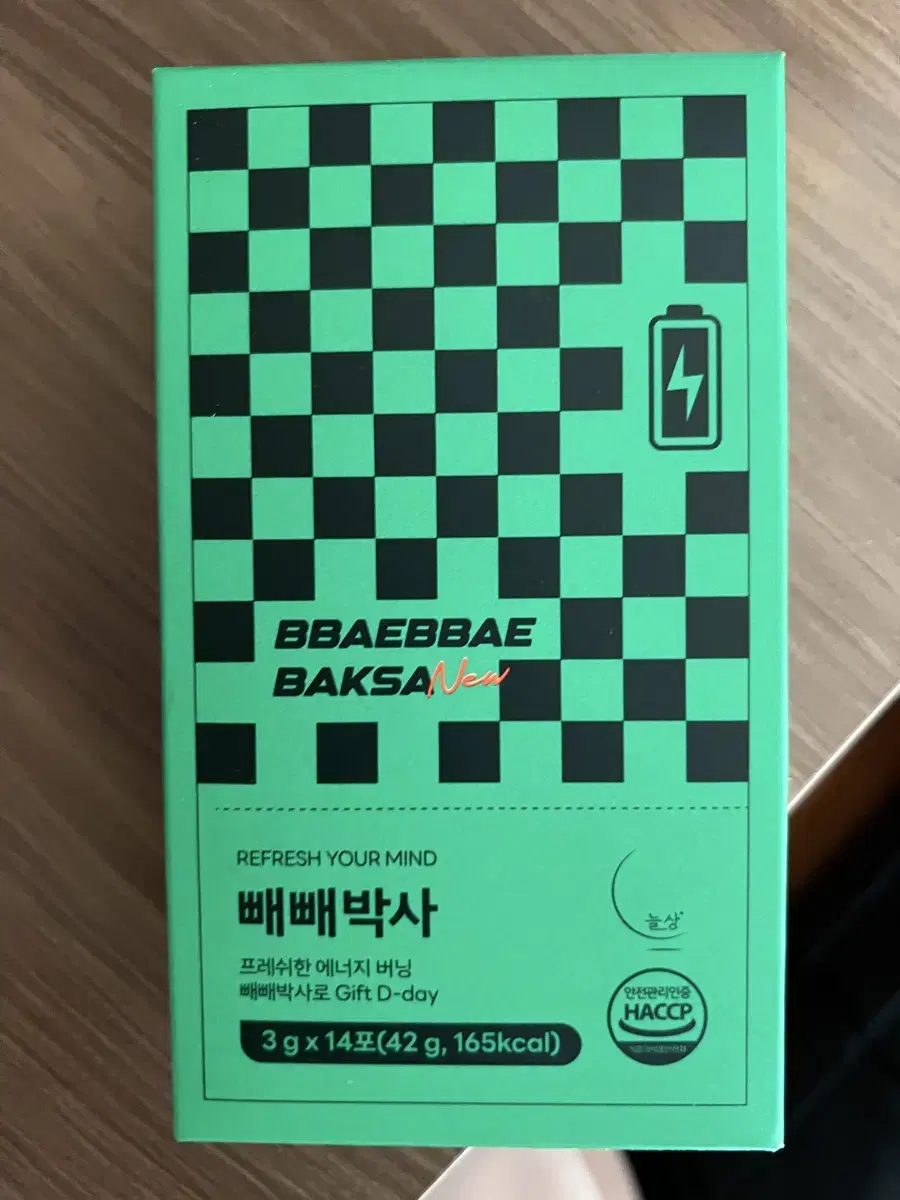 BBAEBBAE
BAKSA New
REFRESH YOUR MIND
빼빼박사
늘상
프레쉬한 에너지 버닝
빼빼박사로 Gift D-day
안전관리인증
HACCP
3 g x 14포(42 g, 165kcal)